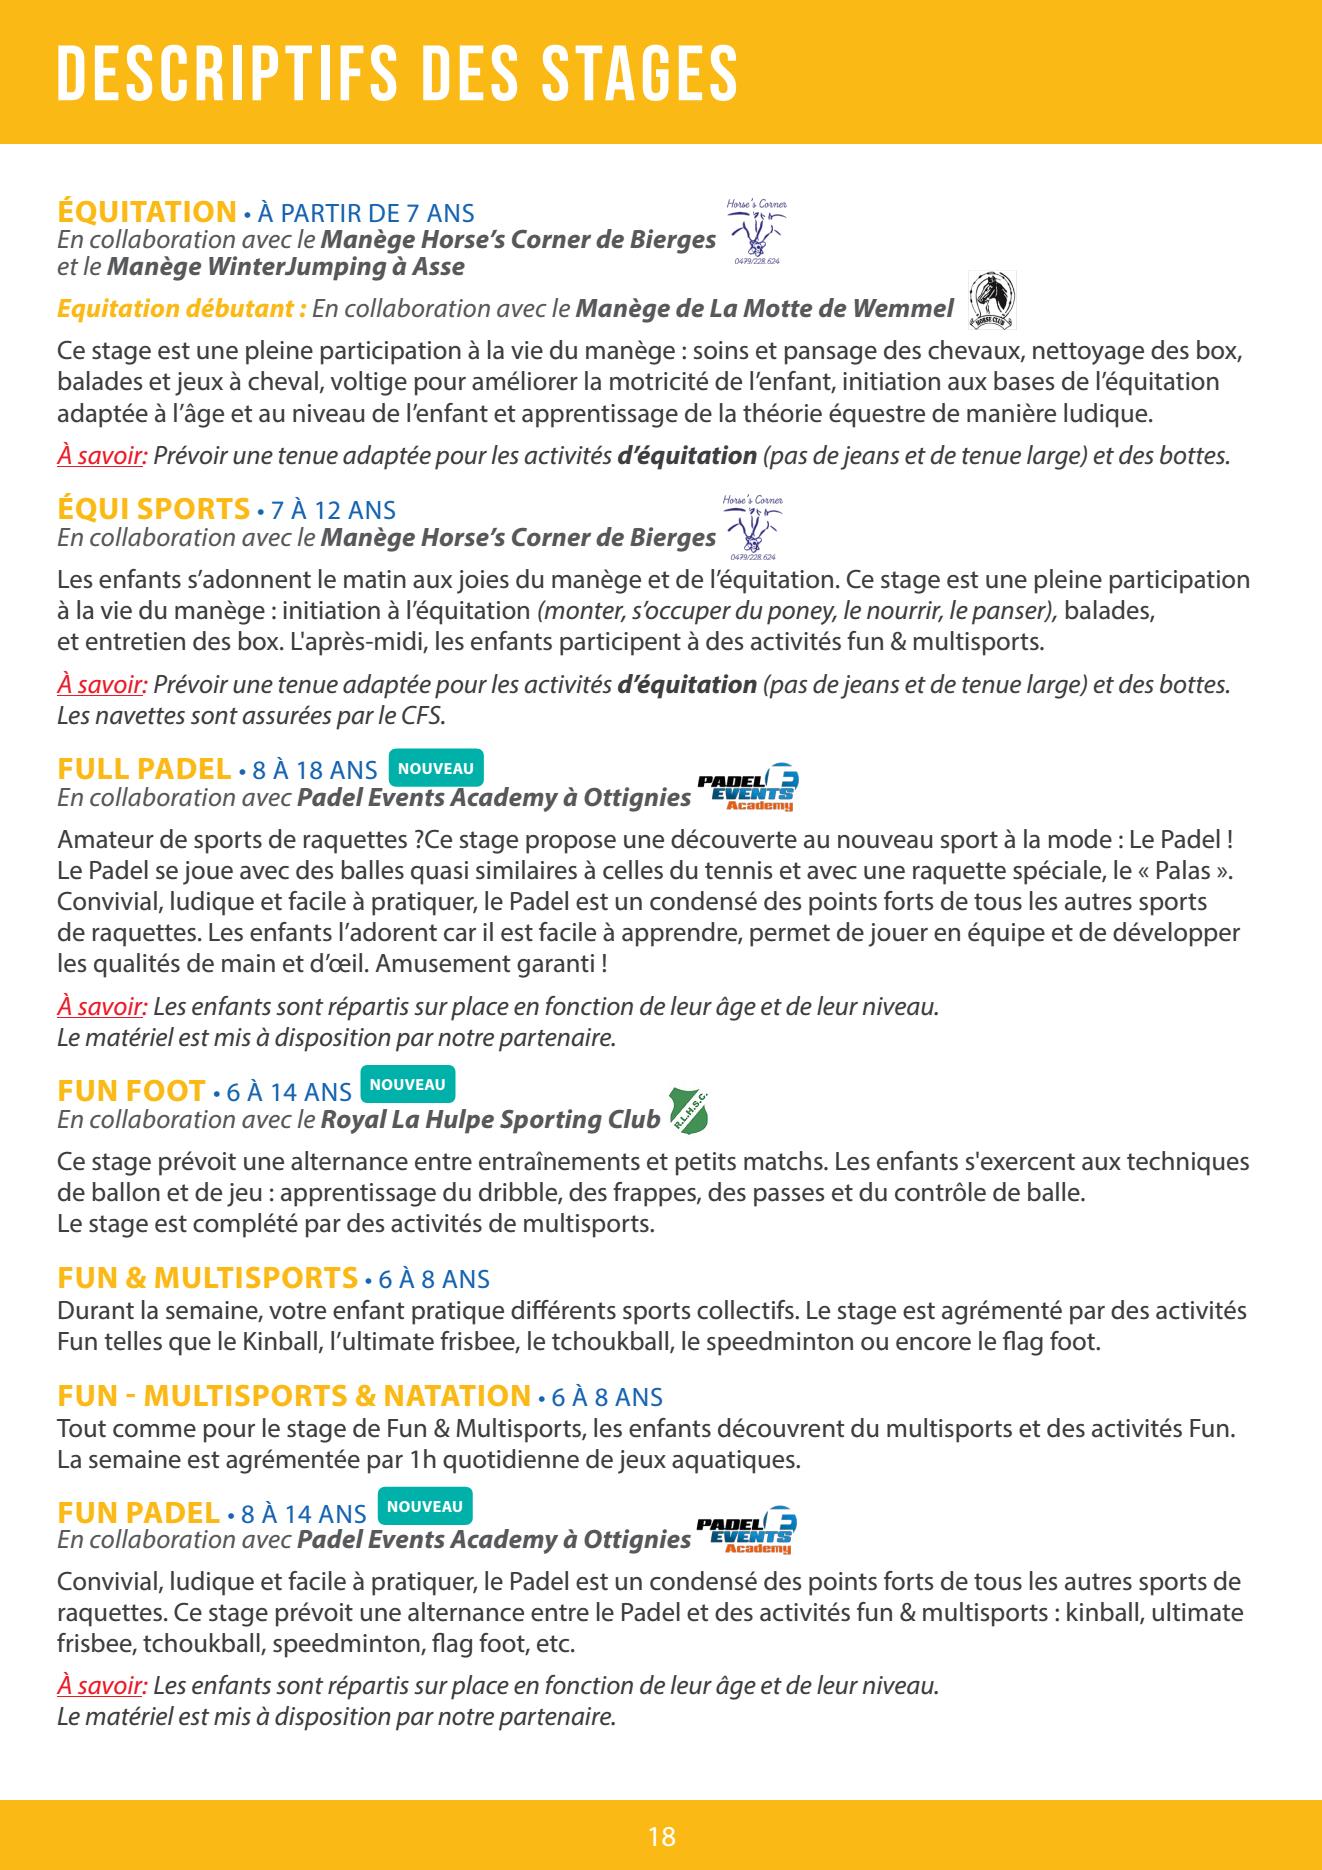 DESCRIPTIFS DES STAGES
ÉQUITATION • À PARTIR DE 7 ANS
En collaboration avec le Manège Horse’s Corner de Bierges
et le Manège WinterJumping à Asse
Horse's Corner
0479/228.624
Equitation débutant : En collaboration avec le Manège de La Motte de Wemmel
HORSE CLUB
Ce stage est une pleine participation à la vie du manège : soins et pansage des chevaux, nettoyage des box,
balades et jeux à cheval, voltige pour améliorer la motricité de l’enfant, initiation aux bases de l’équitation
adaptée à l’âge et au niveau de l’enfant et apprentissage de la théorie équestre de manière ludique.
À savoir: Prévoir une tenue adaptée pour les activités d’équitation (pas de jeans et de tenue large) et des bottes.
ÉQUI SPORTS • 7 À 12 ANS
En collaboration avec le Manège Horse’s Corner de Bierges
Horse's Corner
0479/228.624
Les enfants s’adonnent le matin aux joies du manège et de l’équitation. Ce stage est une pleine participation
à la vie du manège : initiation à l’équitation (monter, s’occuper du poney, le nourrir, le panser), balades,
et entretien des box. L'après-midi, les enfants participent à des activités fun & multisports.
À savoir: Prévoir une tenue adaptée pour les activités d’équitation (pas de jeans et de tenue large) et des bottes.
Les navettes sont assurées par le CFS.
FULL PADEL • 8 À 18 ANS NOUVEAU
En collaboration avec Padel Events Academy à Ottignies
PADEL
EVENTS
Academy
Amateur de sports de raquettes ?Ce stage propose une découverte au nouveau sport à la mode : Le Padel !
Le Padel se joue avec des balles quasi similaires à celles du tennis et avec une raquette spéciale, le « Palas ».
Convivial, ludique et facile à pratiquer, le Padel est un condensé des points forts de tous les autres sports
de raquettes. Les enfants l’adorent car il est facile à apprendre, permet de jouer en équipe et de développer
les qualités de main et d’œil. Amusement garanti !
À savoir: Les enfants sont répartis sur place en fonction de leur âge et de leur niveau.
Le matériel est mis à disposition par notre partenaire.
FUN FOOT • 6 À 14 ANS NOUVEAU
En collaboration avec le Royal La Hulpe Sporting Club
R.L.H.S.C.
Ce stage prévoit une alternance entre entraînements et petits matchs. Les enfants s'exercent aux techniques
de ballon et de jeu : apprentissage du dribble, des frappes, des passes et du contrôle de balle.
Le stage est complété par des activités de multisports.
FUN & MULTISPORTS • 6 À 8 ANS
Durant la semaine, votre enfant pratique différents sports collectifs. Le stage est agrémenté par des activités
Fun telles que le Kinball, l’ultimate frisbee, le tchoukball, le speedminton ou encore le flag foot.
FUN - MULTISPORTS & NATATION • 6 À 8 ANS
Tout comme pour le stage de Fun & Multisports, les enfants découvrent du multisports et des activités Fun.
La semaine est agrémentée par 1h quotidienne de jeux aquatiques.
FUN PADEL • 8 À 14 ANS NOUVEAU
En collaboration avec Padel Events Academy à Ottignies
PADEL
EVENTS
Academy
Convivial, ludique et facile à pratiquer, le Padel est un condensé des points forts de tous les autres sports de
raquettes. Ce stage prévoit une alternance entre le Padel et des activités fun & multisports : kinball, ultimate
frisbee, tchoukball, speedminton, flag foot, etc.
À savoir: Les enfants sont répartis sur place en fonction de leur âge et de leur niveau.
Le matériel est mis à disposition par notre partenaire.
18